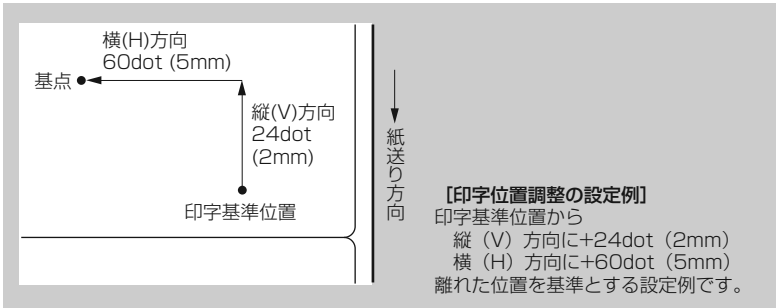 横(H)方向
60dot (5mm)
基点
縦(V)方向
24dot
(2mm)
印字基準位置
紙送り方向
［印字位置調整の設定例］
印字基準位置から
縦（V）方向に+24dot（2mm）
横（H）方向に+60dot（5mm）
離れた位置を基準とする設定例です。